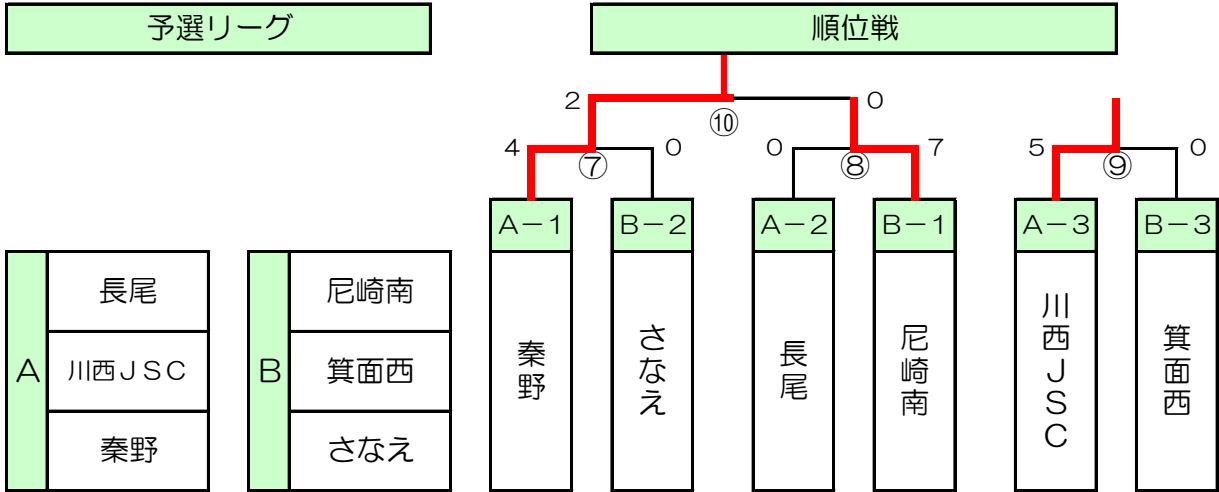 予選リーグ
順位戦
2
0
⑩
4
0
0
7
5
0
⑦
⑧
⑨
A－1
B－2
A－2
B－1
A－3
B－3
A
長尾
川西ＪＳＣ
秦野
B
尼崎南
箕面西
さなえ
秦野
さなえ
長尾
尼崎南
川西JSC
箕面西